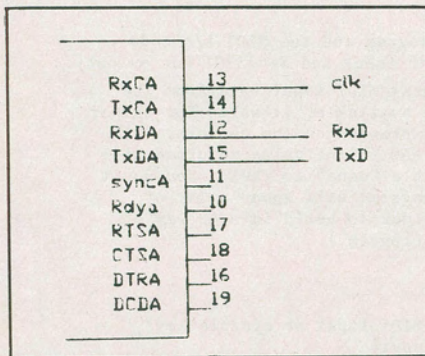 RxCA 13 clk
TxCA 14
RxDA 12 RxD
TxDA 15 TxD
syncA 11
Rdya 10
RTSA 17
CTSA 18
DTRA 16
DCDA 19